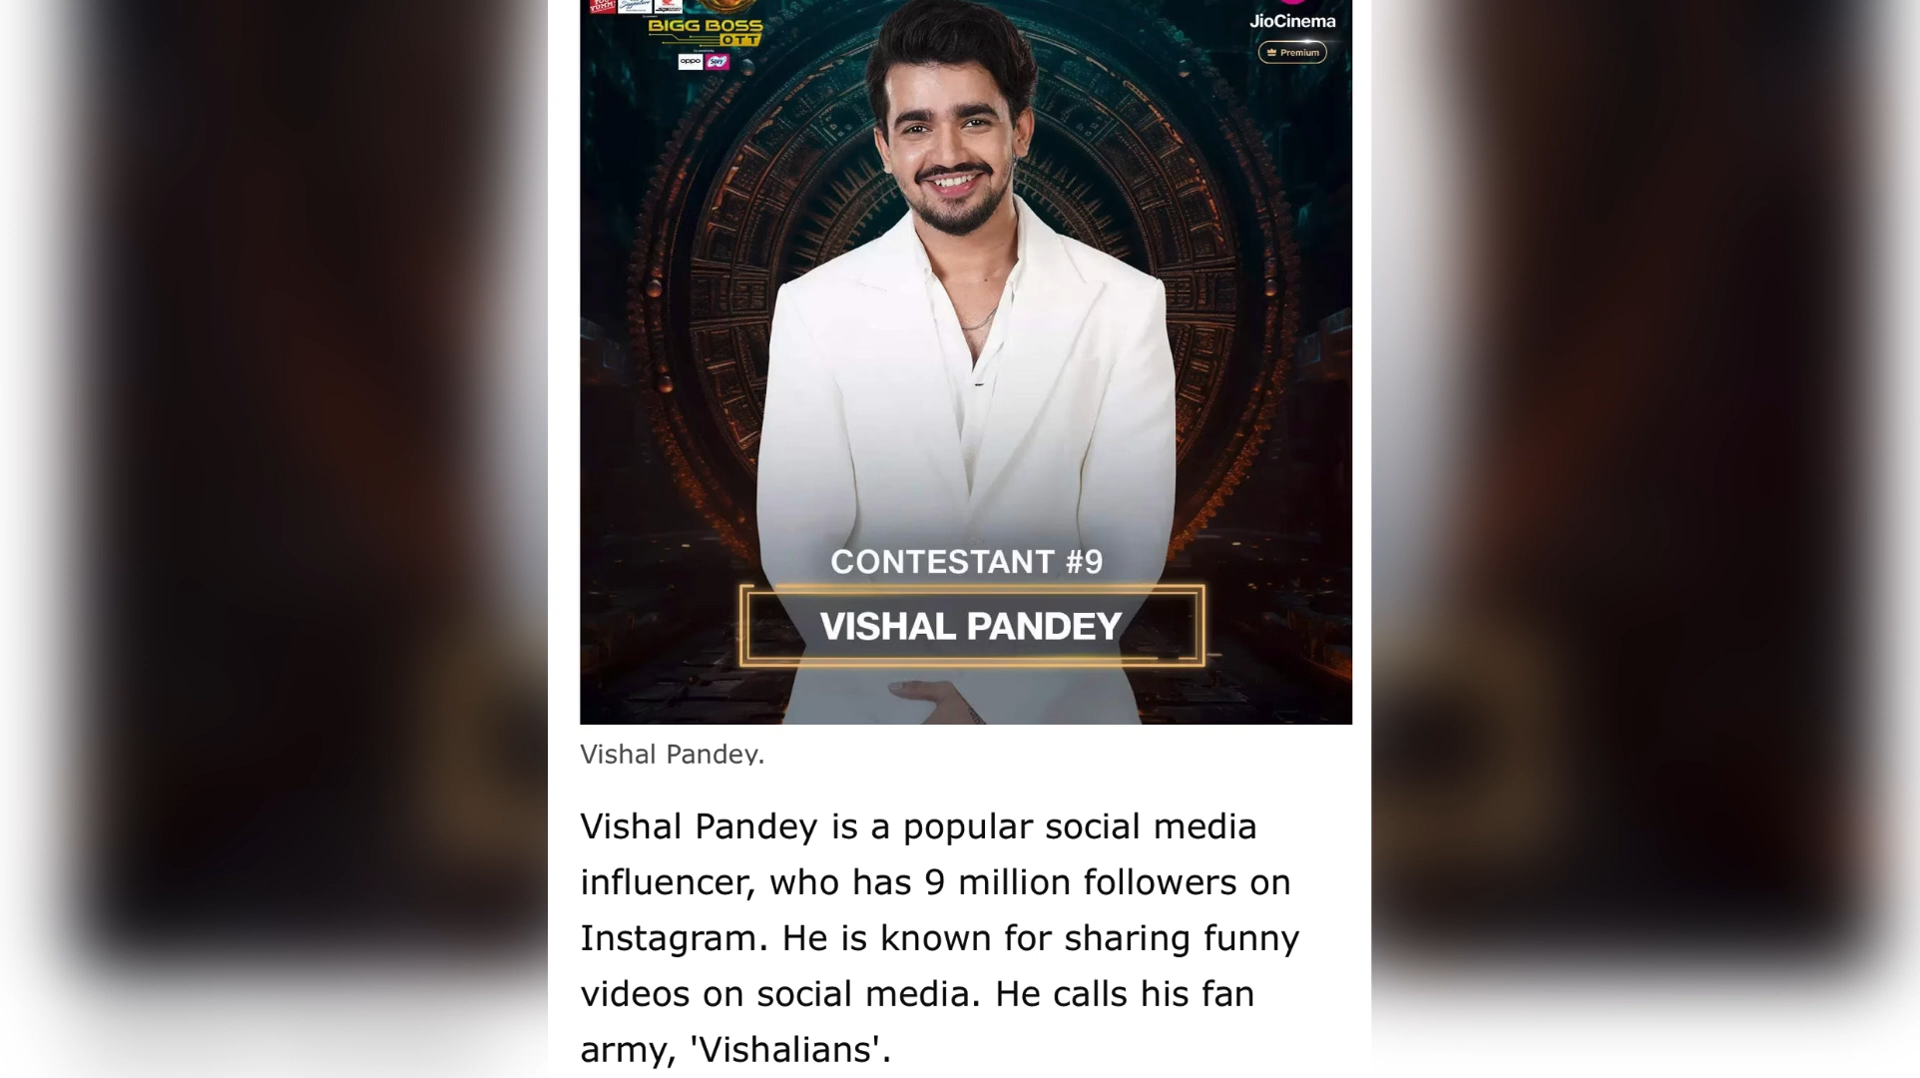 BIGG BOSS
OTT
oppo
JioCinema
Premium
CONTESTANT #9
VISHAL PANDEY
Vishal Pandey.
Vishal Pandey is a popular social media
influencer, who has 9 million followers on
Instagram. He is known for sharing funny
videos on social media. He calls his fan
army, 'Vishalians'.